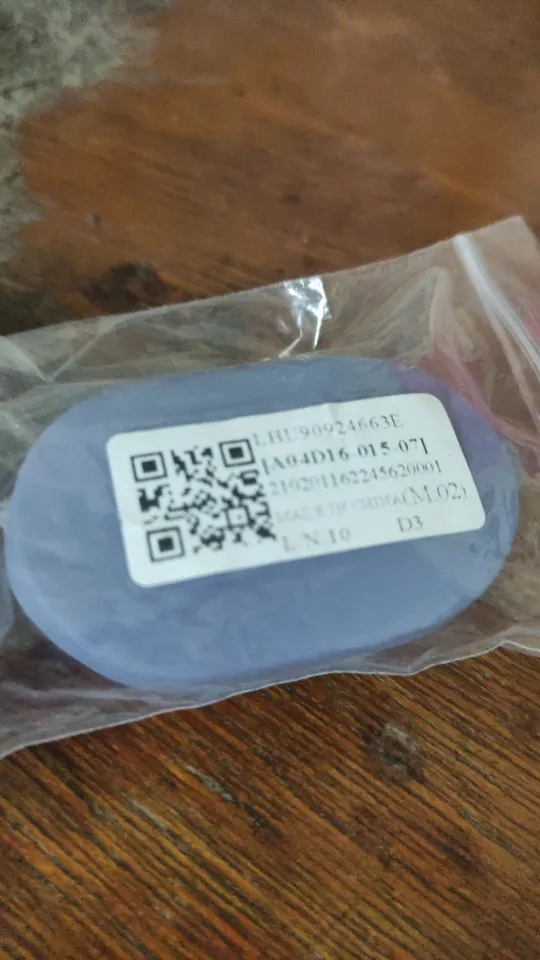 LHU90924663E
[A04D16-015-07]
210201162245620001
MADE IN CHINA(M.02)
L/N.10 D3